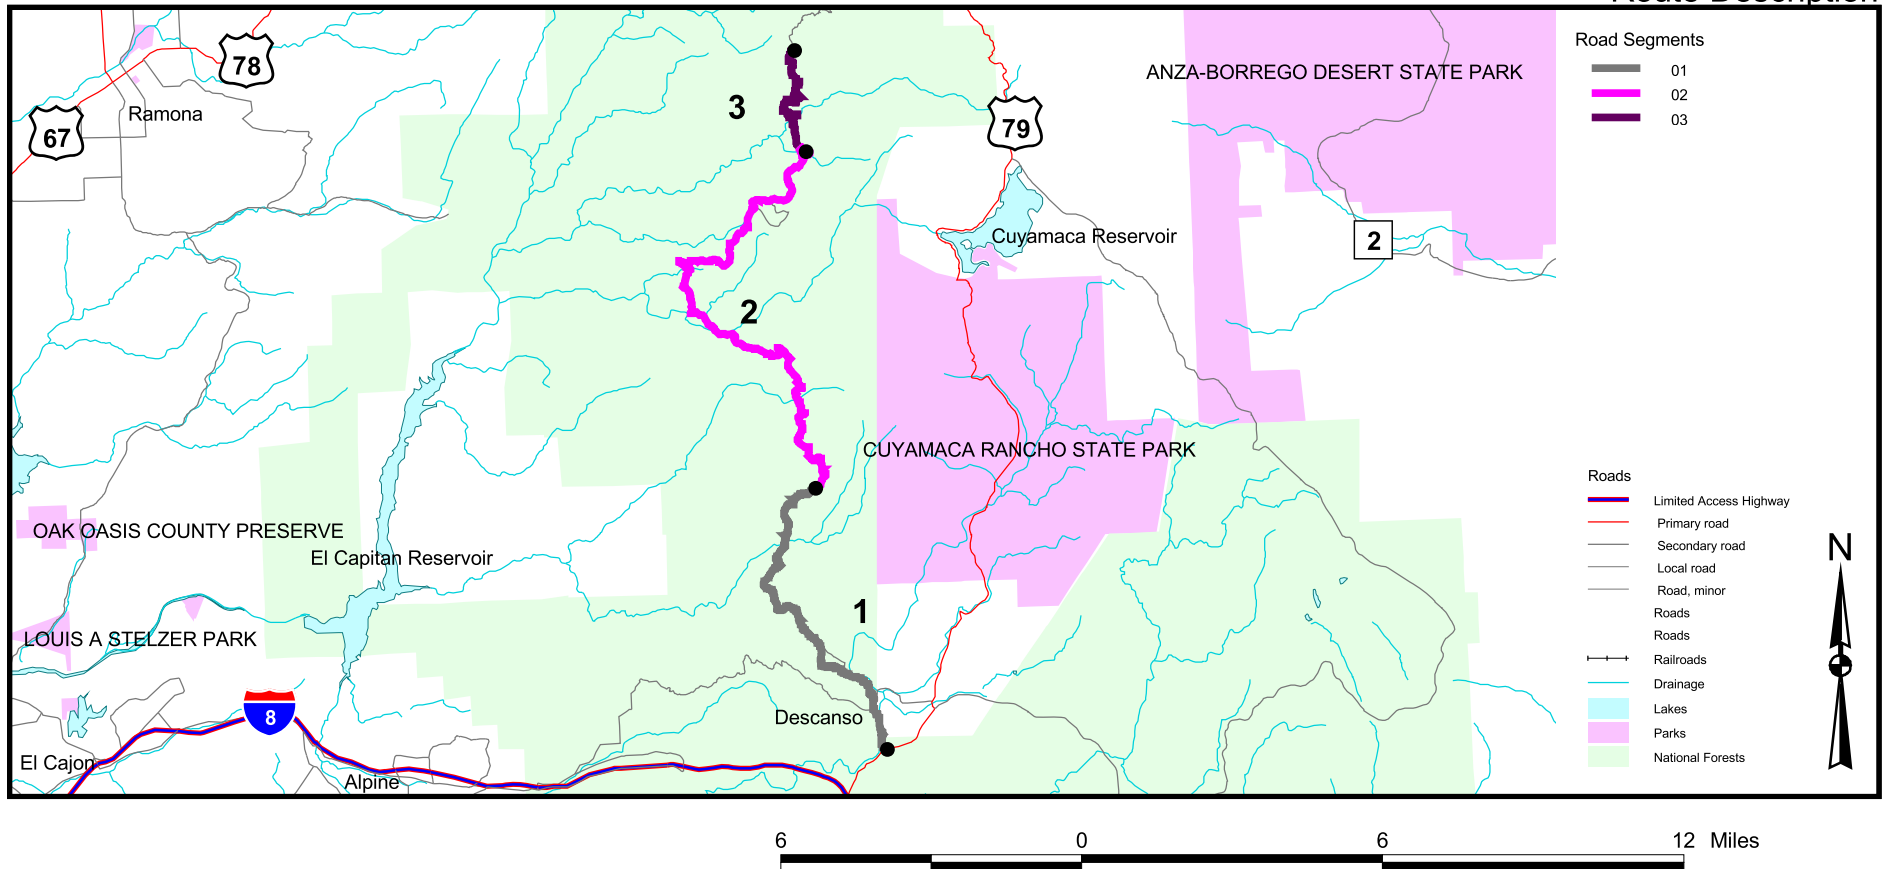 Route Description
78
67
Ramona
3
79
ANZA-BORREGO DESERT STATE PARK
Cuyamaca Reservoir
2
2
CUYAMACA RANCHO STATE PARK
OAK OASIS COUNTY PRESERVE
El Capitan Reservoir
1
LOUIS A STELZER PARK
Descanso
8
El Cajon
Alpine
Road Segments
01
02
03
Roads
Limited Access Highway
Primary road
Secondary road
Local road
Road, minor
Roads
Roads
Railroads
Drainage
Lakes
Parks
National Forests
N
6 0 6 12 Miles